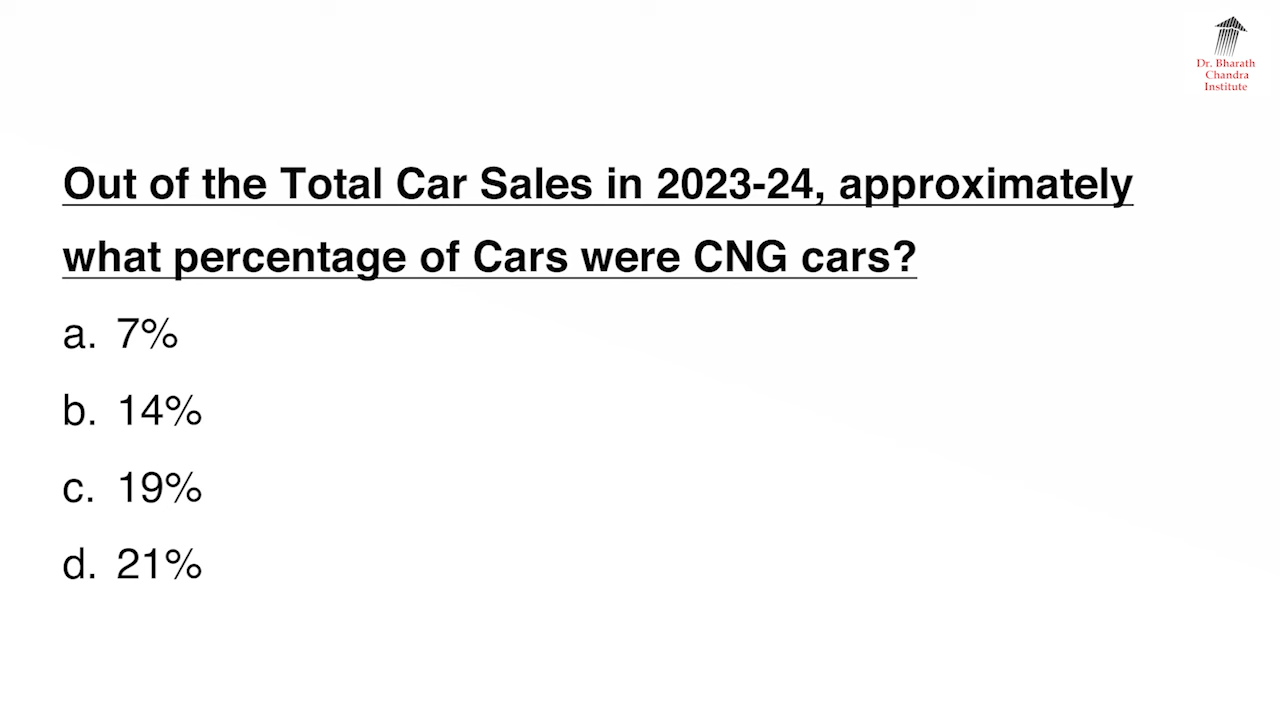 Dr. Bharath
Chandra
Institute
Out of the Total Car Sales in 2023-24, approximately
what percentage of Cars were CNG cars?
a. 7%
b. 14%
c. 19%
d. 21%